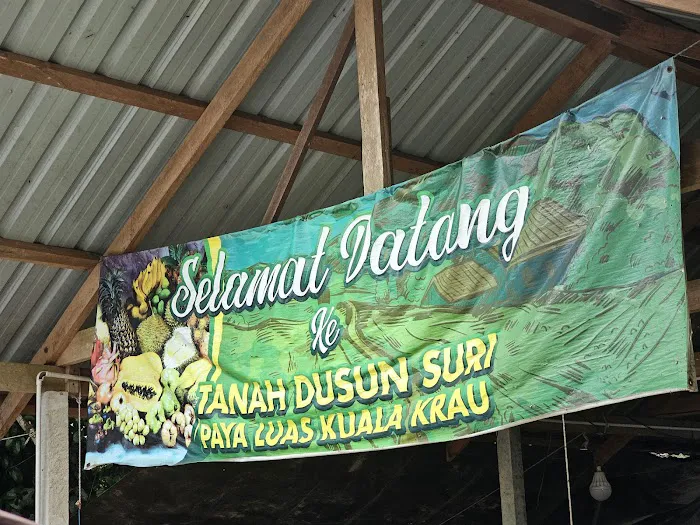 Selamat Datang
Ke
TANAH DUSUN SURI
PAYA LUAS KUALA KRAU